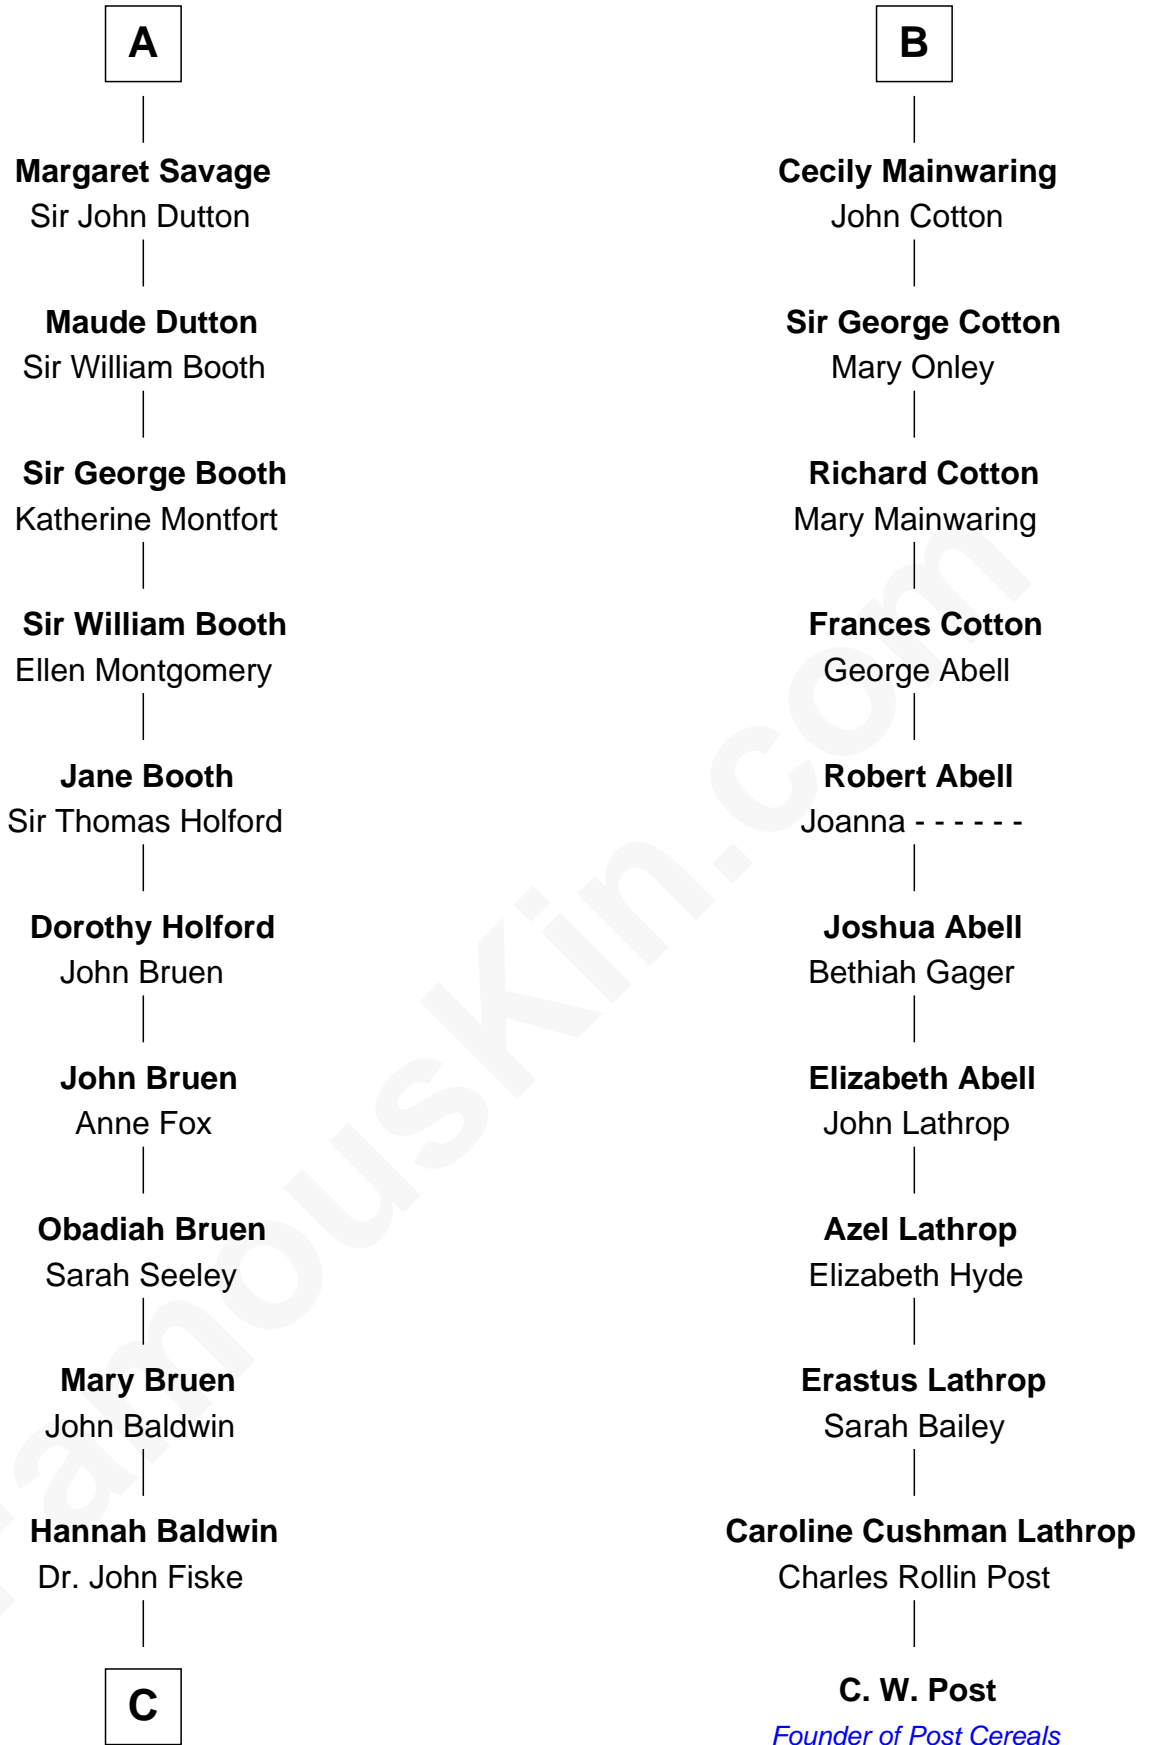 A
Margaret Savage
Sir John Dutton
Maude Dutton
Sir William Booth
Sir George Booth
Katherine Montfort
Sir William Booth
Ellen Montgomery
Jane Booth
Sir Thomas Holford
Dorothy Holford
John Bruen
John Bruen
Anne Fox
Obadiah Bruen
Sarah Seeley
Mary Bruen
John Baldwin
Hannah Baldwin
Dr. John Fiske
C
B
Cecily Mainwaring
John Cotton
Sir George Cotton
Mary Onley
Richard Cotton
Mary Mainwaring
Frances Cotton
George Abell
Robert Abell
Joanna - - - - - -
Joshua Abell
Bethiah Gager
Elizabeth Abell
John Lathrop
Azel Lathrop
Elizabeth Hyde
Erastus Lathrop
Sarah Bailey
Caroline Cushman Lathrop
Charles Rollin Post
C. W. Post
Founder of Post Cereals
FamousKin.com